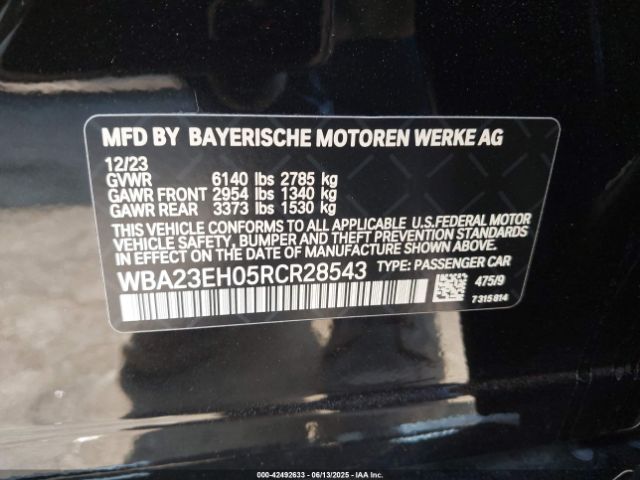 MFD BY BAYERISCHE MOTOREN WERKE AG
12/23
GVWR 6140 lbs 2785 kg
GAWR FRONT 2954 lbs 1340 kg
GAWR REAR 3373 lbs 1530 kg
THIS VEHICLE CONFORMS TO ALL APPLICABLE U.S.FEDERAL MOTOR
VEHICLE SAFETY, BUMPER AND THEFT PREVENTION STANDARDS
IN EFFECT ON THE DATE OF MANUFACTURE SHOWN ABOVE.
WBA23EH05RCR28543 TYPE: PASSENGER CAR
475/9
7315814
000-42492633 - 06/13/2025 - IAA Inc.